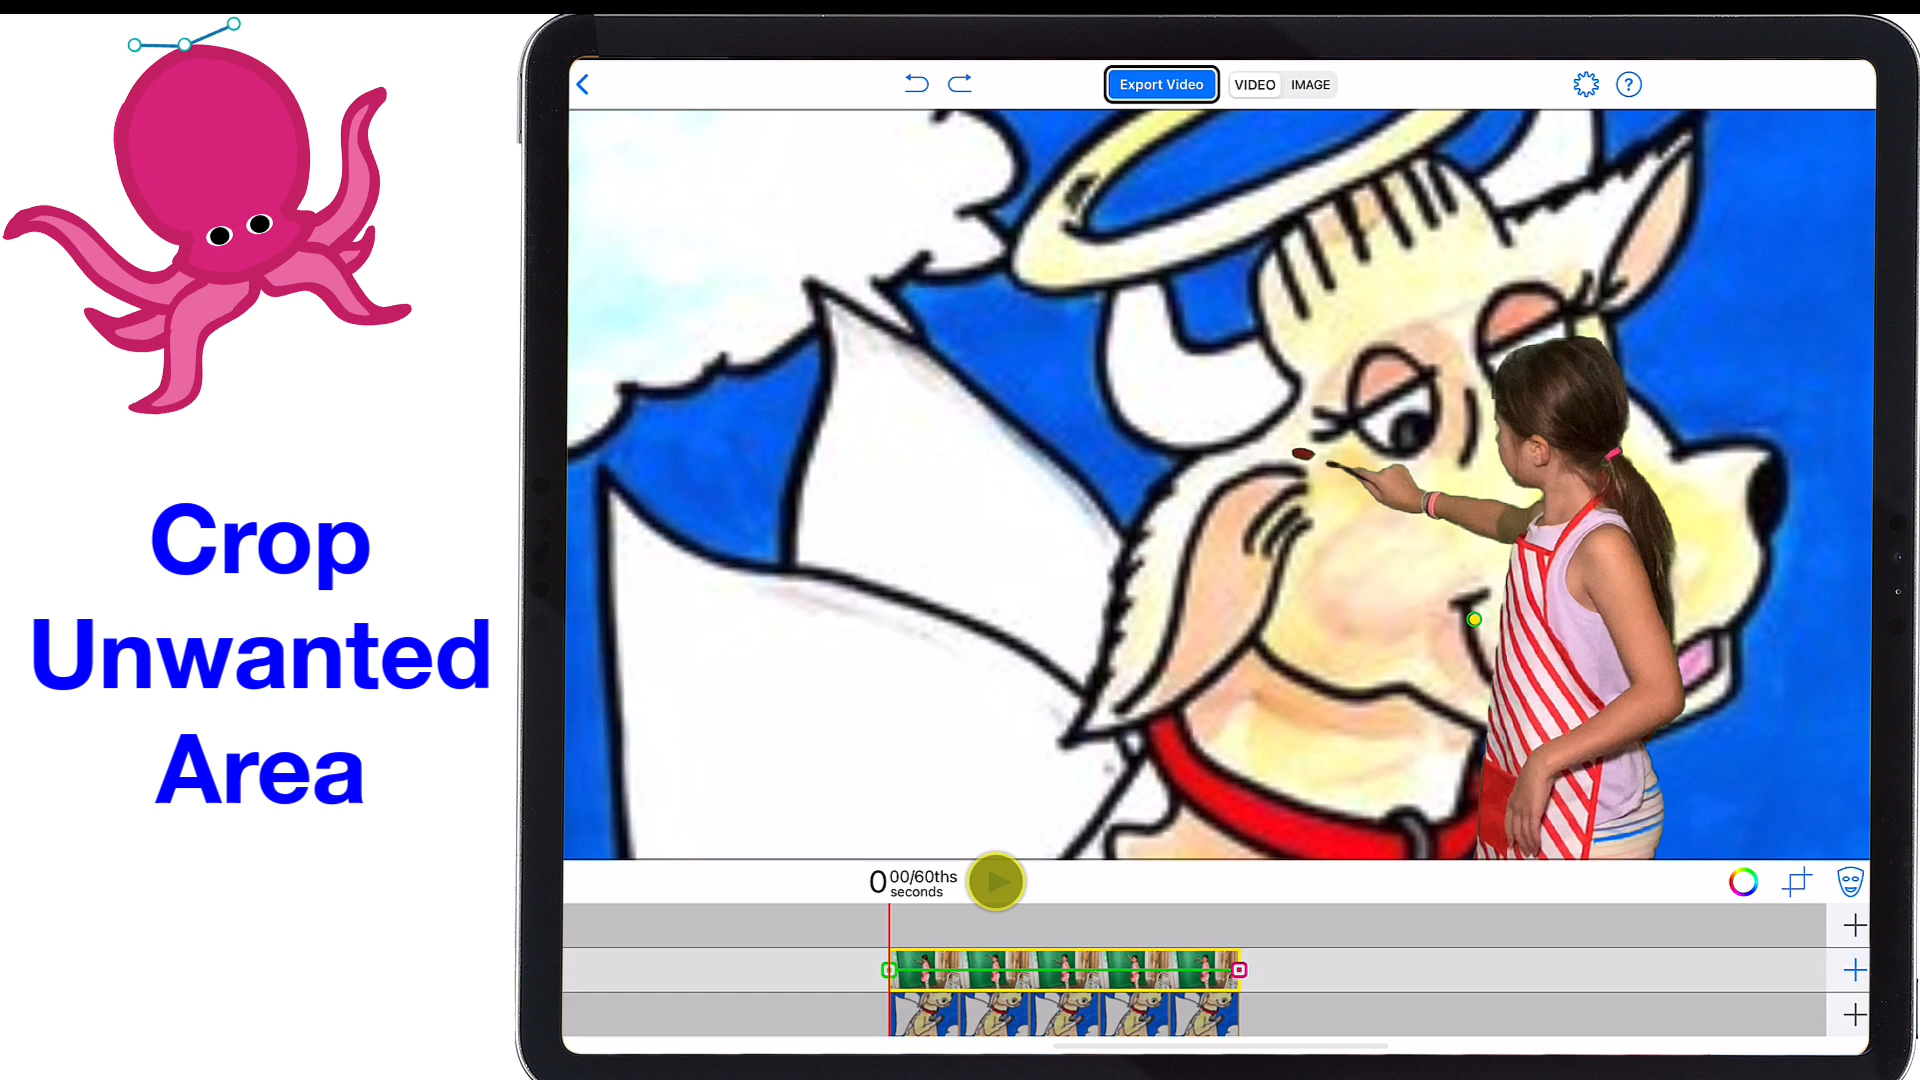 Export Video
VIDEO IMAGE
?
Crop
Unwanted
Area
0 00/60ths
seconds